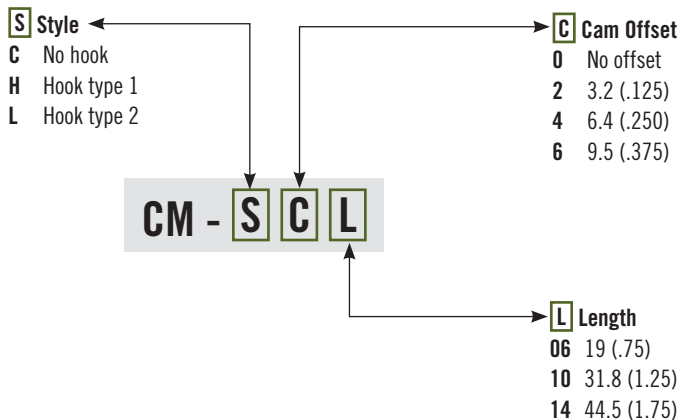 S Style
C No hook
H Hook type 1
L Hook type 2
C Cam Offset
0 No offset
2 3.2 (.125)
4 6.4 (.250)
6 9.5 (.375)
CM - S C L
L Length
06 19 (.75)
10 31.8 (1.25)
14 44.5 (1.75)